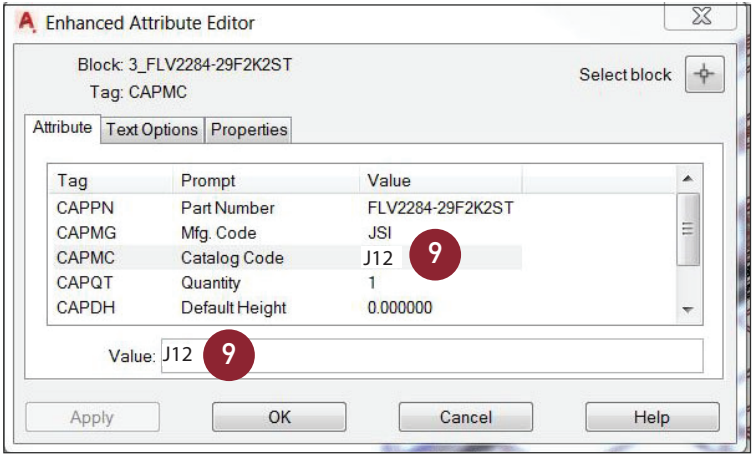 Enhanced Attribute Editor
Block: 3_FLV2284-29F2K2ST
Tag: CAPMC
Select block
Attribute Text Options Properties
Tag Prompt Value
CAPPN Part Number FLV2284-29F2K2ST
CAPMG Mfg. Code JSI
CAPMC Catalog Code J12 9
CAPQT Quantity 1
CAPDH Default Height 0.000000
Value: J12 9
Apply OK Cancel Help